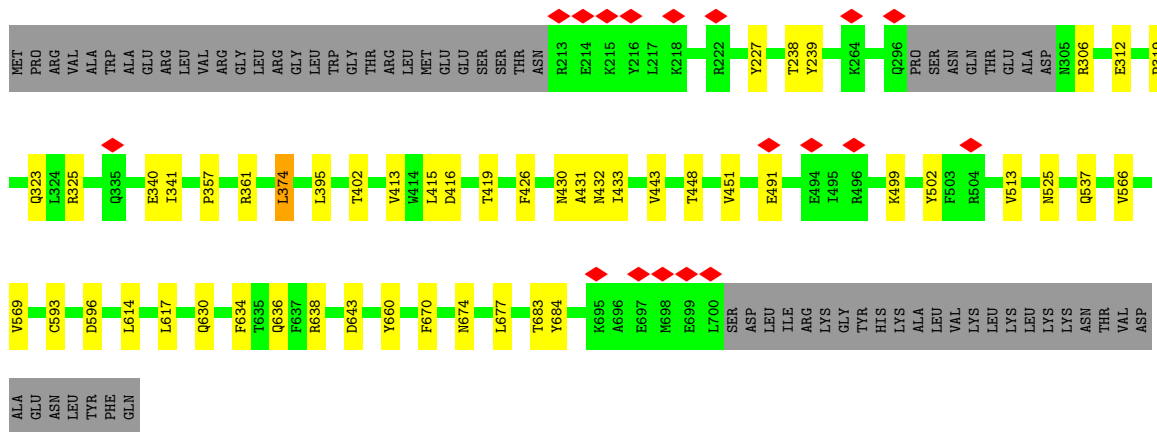 MET PRO ARG VAL ALA TRP ALA GLU ARG LEU VAL ARG GLY LEU ARG GLY LEU TRP GLY THR ARG LEU MET GLU GLU SER SER THR ASN R213 E214 K215 Y216 L217 K218 R222 Y227 T238 Y239 K264 Q296 PRO SER ASN GLN THR GLU ALA ASP N305 R306 E312
Q323 L324 R325 Q335 E340 I341 P357 R361 L374 L395 T402 V413 W414 L415 D416 T419 F426 N430 A431 N432 I433 V443 T448 V451 E491 E494 I495 R496 K499 Y502 F503 R504 V513 N525 Q537 V566
V569 C593 D596 L614 L617 Q630 F634 T635 Q636 F637 R638 D643 Y660 F670 N674 L677 T683 Y684 K695 A696 E697 M698 E699 L700 SER ASP LEU ILE ARG LYS GLY TYR HIS LYS ALA LEU VAL LYS LEU LYS LEU LYS LYS ASN THR VAL ASP
ALA GLU ASN LEU TYR PHE GLN